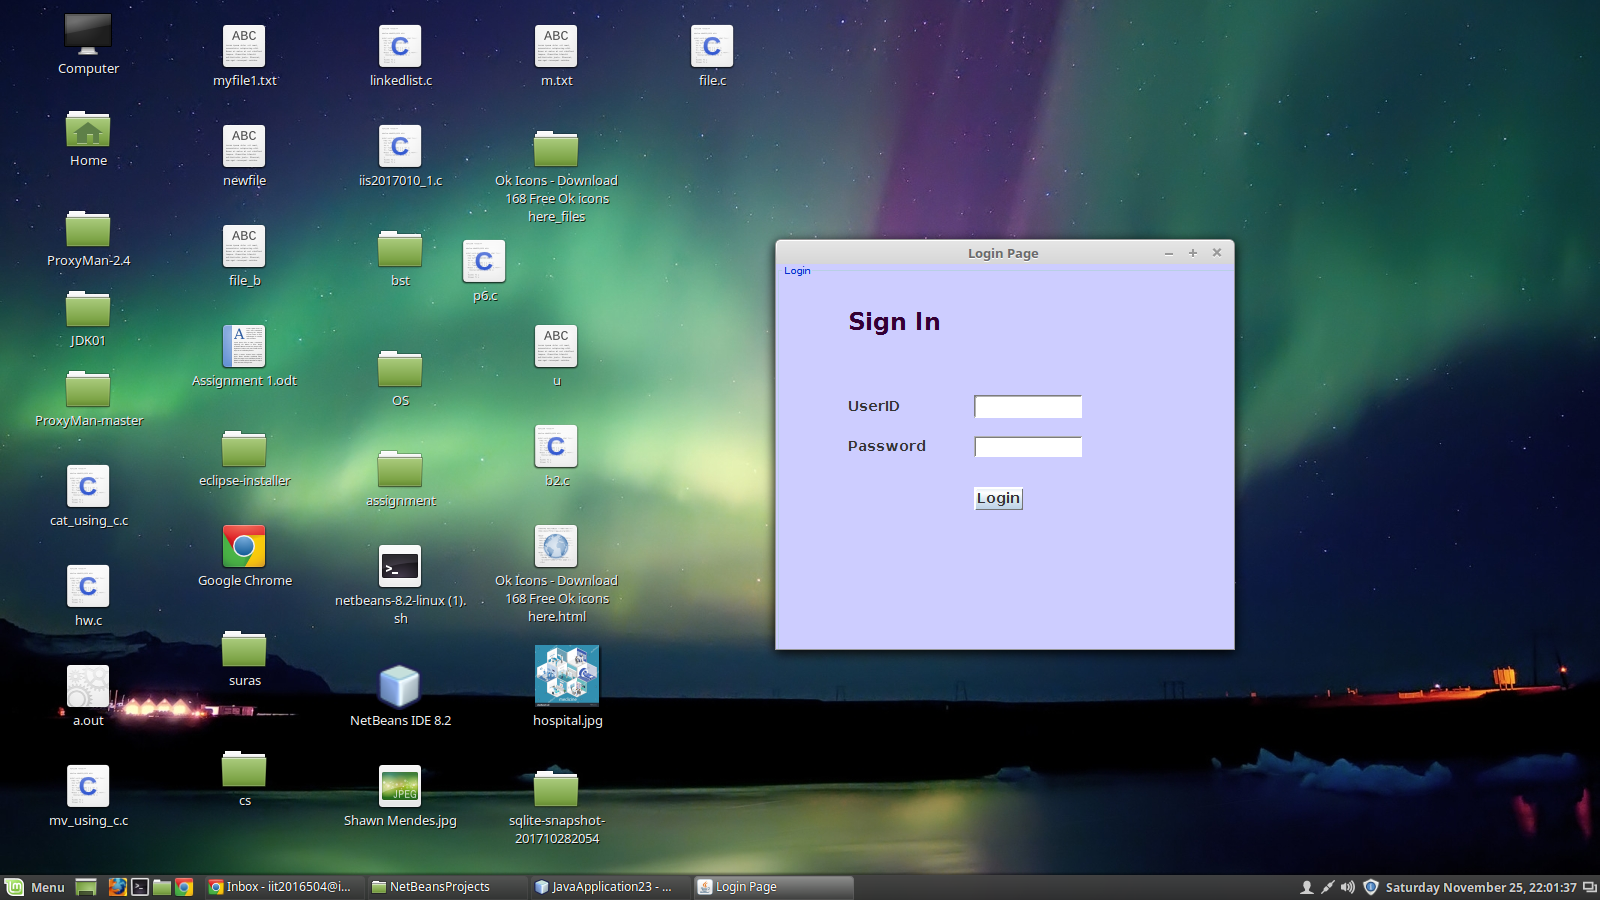 Computer
Home
ProxyMan-2.4
JDK01
ProxyMan-master
cat_using_c.c
hw.c
a.out
mv_using_c.c
ABC
myfile1.txt
ABC
newfile
ABC
file_b
A
Assignment 1.odt
eclipse-installer
Google Chrome
suras
cs
C
linkedlist.c
C
iis2017010_1.c
bst
C
p6.c
OS
assignment
>_
netbeans-8.2-linux (1).
sh
NetBeans IDE 8.2
JPEG
Shawn Mendes.jpg
ABC
m.txt
Ok Icons - Download
168 Free Ok icons
here_files
ABC
u
C
b2.c
Ok Icons - Download
168 Free Ok icons
here.html
hospital.jpg
sqlite-snapshot-
201710282054
C
file.c
Login Page
Login
Sign In
UserID
Password
Login
Menu
Inbox - iit2016504@i...
NetBeansProjects
JavaApplication23 - ...
Login Page
Saturday November 25, 22:01:37